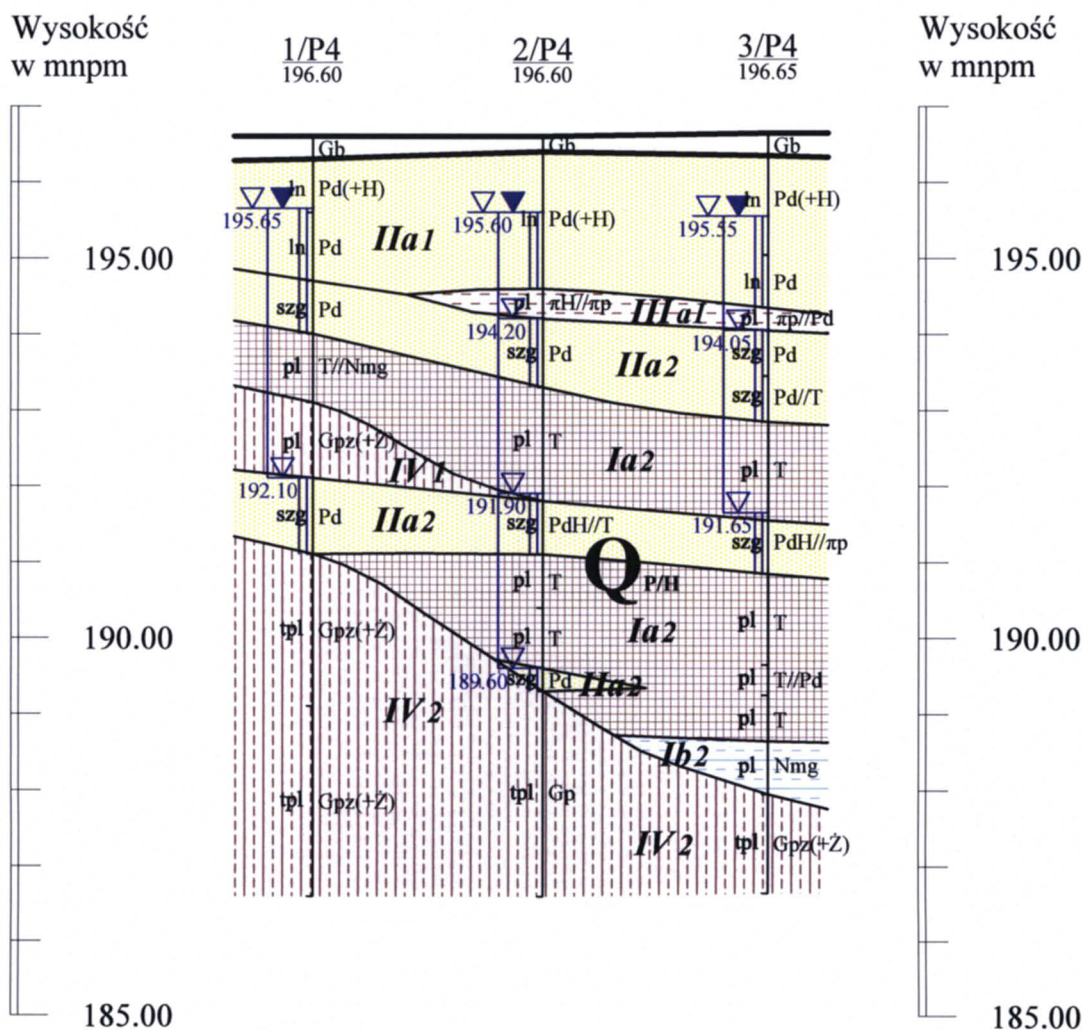 Wysokość
w mnpm
1/P4
196.60
2/P4
196.60
3/P4
196.65
Wysokość
w mnpm
Gb
Gb
Gb
ln Pd(+H)
ln Pd(+H)
ln Pd(+H)
195.65
195.60
195.55
IIa1
ln Pd
ln Pd
195.00
195.00
szg Pd
pl πH//πp
IIIa1
pl πp//Pd
194.20
194.05
szg Pd
IIa2
szg Pd
pl T//Nmg
szg Pd//T
pl Gpz(+Ż)
IV1
pl T
Ia2
pl T
192.10
191.90
191.65
szg Pd
IIa2
szg PdH//T
szg PdH//πp
Q P/H
pl T
tpl Gpz(+Ż)
pl T
Ia2
pl T
190.00
190.00
189.60
szg Pd
IIa2
pl T//Pd
IV2
pl T
Ib2
pl Nmg
tpl Gpz(+Ż)
tpl Gp
IV2
tpl Gpz(+Ż)
185.00
185.00